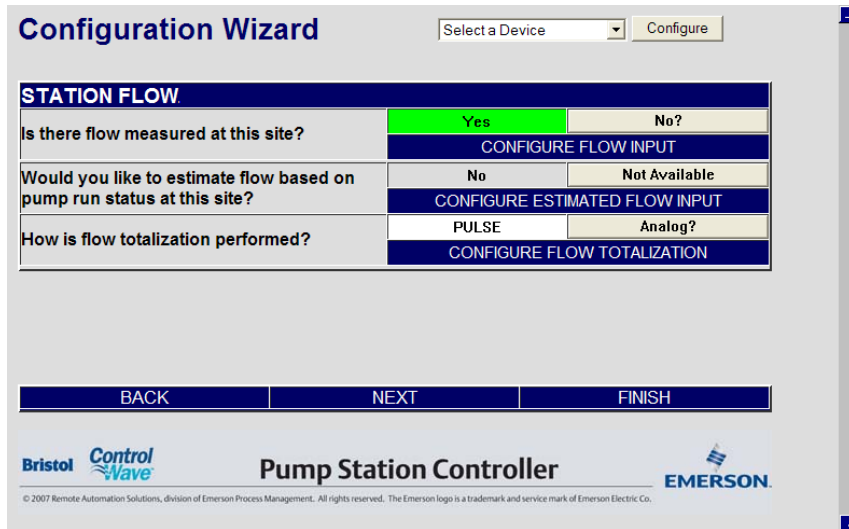 Configuration Wizard
Select a Device
Configure
STATION FLOW.
Is there flow measured at this site?
Yes
No?
CONFIGURE FLOW INPUT
Would you like to estimate flow based on
pump run status at this site?
No
Not Available
CONFIGURE ESTIMATED FLOW INPUT
How is flow totalization performed?
PULSE
Analog?
CONFIGURE FLOW TOTALIZATION
BACK
NEXT
FINISH
Bristol
Control
Wave
Pump Station Controller
EMERSON.
© 2007 Remote Automation Solutions, division of Emerson Process Management. All rights reserved. The Emerson logo is a trademark and service mark of Emerson Electric Co.